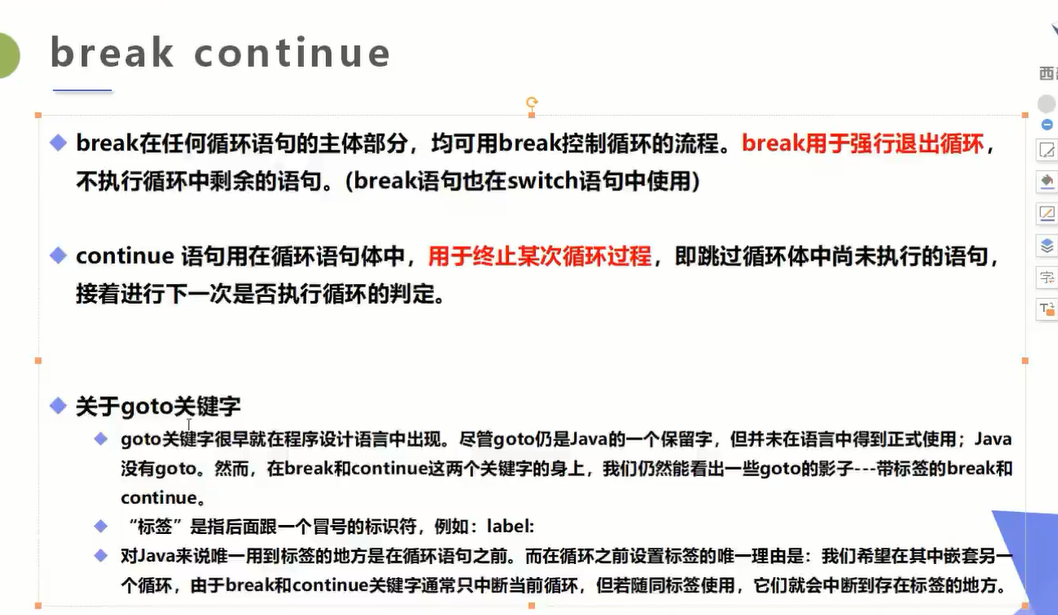 break continue
break在任何循环语句的主体部分，均可用break控制循环的流程。break用于强行退出循环，
不执行循环中剩余的语句。(break语句也在switch语句中使用)
continue 语句用在循环语句体中，用于终止某次循环过程，即跳过循环体中尚未执行的语句，
接着进行下一次是否执行循环的判定。
关于goto关键字
goto关键字很早就在程序设计语言中出现。尽管goto仍是Java的一个保留字，但并未在语言中得到正式使用；Java
没有goto。然而，在break和continue这两个关键字的身上，我们仍然能看出一些goto的影子---带标签的break和
continue。
“标签”是指后面跟一个冒号的标识符，例如：label:
对Java来说唯一用到标签的地方是在循环语句之前。而在循环之前设置标签的唯一理由是：我们希望在其中嵌套另一
个循环，由于break和continue关键字通常只中断当前循环，但若随同标签使用，它们就会中断到存在标签的地方。
西